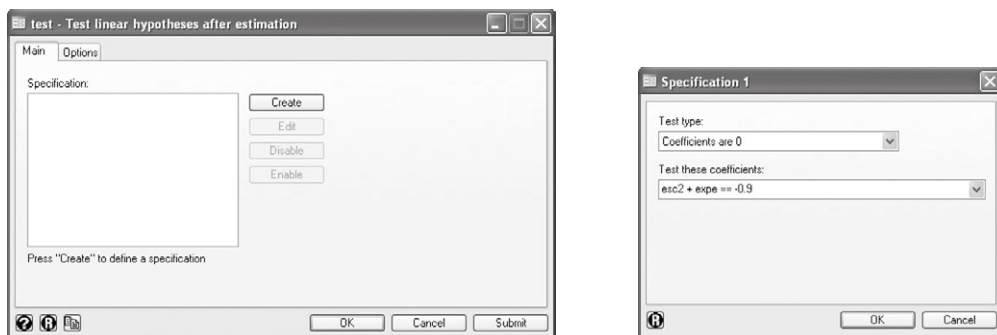 test - Test linear hypotheses after estimation
Main
Options
Specification:
Create
Edit
Disable
Enable
Press "Create" to define a specification
? R
OK
Cancel
Submit
Specification 1
Test type:
Coefficients are 0
Test these coefficients:
esc2 + expe == -0.9
R
OK
Cancel